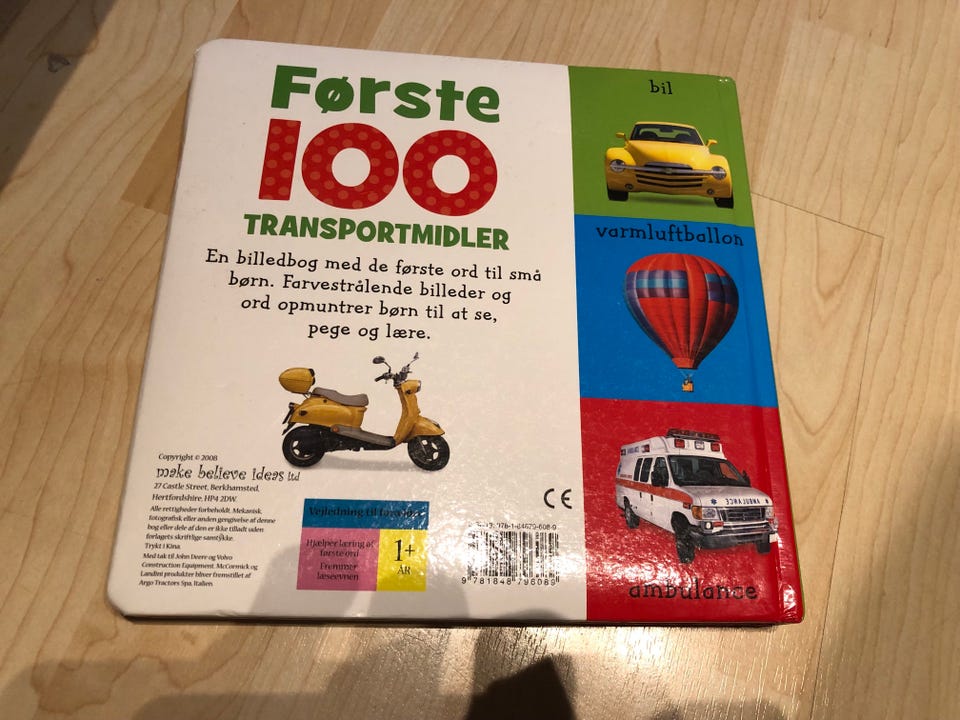 Første
100
TRANSPORTMIDLER
En billedbog med de første ord til små
børn. Farvestrålende billeder og
ord opmuntrer børn til at se,
pege og lære.
Copyright © 2008
make believe ideas ltd
27 Castle Street, Berkhamsted,
Hertfordshire, HP4 2DW.
Alle rettigheder forbeholdt. Mekanisk,
fotografisk eller anden gengivelse af denne
bog eller dele af den er ikke tilladt uden
forlagets skriftlige samtykke.
Trykt i Kina.
Med tak til John Deere og Volvo
Construction Equipment. McCormick og
Landini produkter bliver fremstillet af
Argo Tractors Spa, Italien.
Vejledning til forældre
Hjælper læring af
første ord
Fremmer
læseevnen
1+
ÅR
CE
9 781848 796089
bil
varmluftballon
AMBULANCE
ambulance